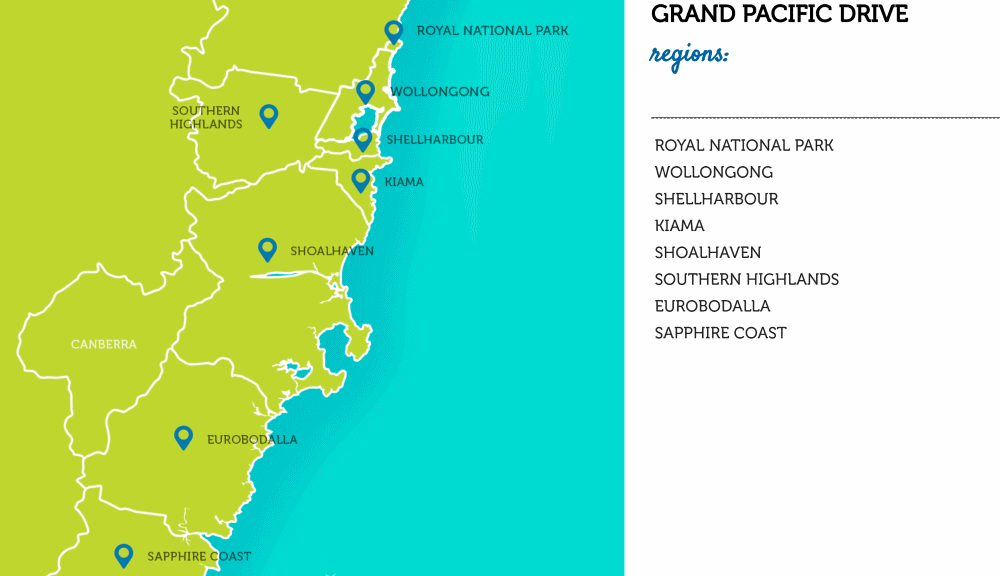 ROYAL NATIONAL PARK
WOLLONGONG
SOUTHERN
HIGHLANDS
SHELLHARBOUR
KIAMA
SHOALHAVEN
CANBERRA
EUROBODALLA
SAPPHIRE COAST
GRAND PACIFIC DRIVE
regions:
ROYAL NATIONAL PARK
WOLLONGONG
SHELLHARBOUR
KIAMA
SHOALHAVEN
SOUTHERN HIGHLANDS
EUROBODALLA
SAPPHIRE COAST